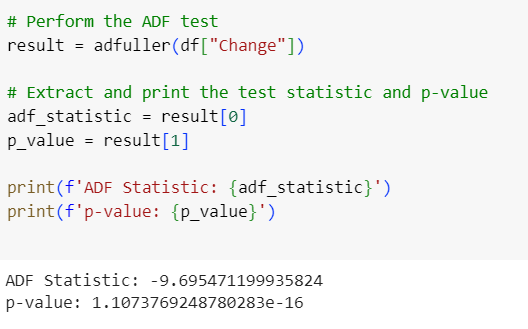 # Perform the ADF test
result = adfuller(df["Change"])
# Extract and print the test statistic and p-value
adf_statistic = result[0]
p_value = result[1]
print(f'ADF Statistic: {adf_statistic}')
print(f'p-value: {p_value}')
ADF Statistic: -9.695471199935824
p-value: 1.1073769248780283e-16